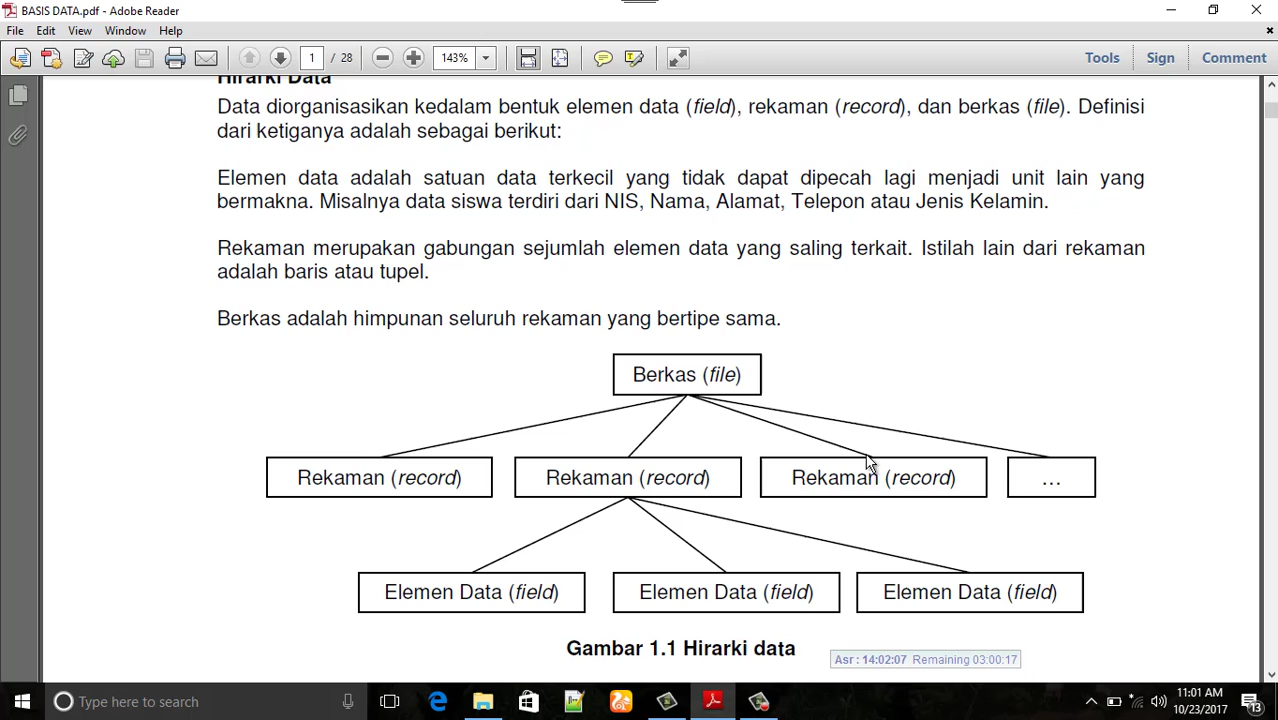 BASIS DATA.pdf - Adobe Reader
File Edit View Window Help
1 / 28 143% Tools Sign Comment
Hirarki Data
Data diorganisasikan kedalam bentuk elemen data (field), rekaman (record), dan berkas (file). Definisi
dari ketiganya adalah sebagai berikut:
Elemen data adalah satuan data terkecil yang tidak dapat dipecah lagi menjadi unit lain yang
bermakna. Misalnya data siswa terdiri dari NIS, Nama, Alamat, Telepon atau Jenis Kelamin.
Rekaman merupakan gabungan sejumlah elemen data yang saling terkait. Istilah lain dari rekaman
adalah baris atau tupel.
Berkas adalah himpunan seluruh rekaman yang bertipe sama.
Berkas (file)
Rekaman (record) Rekaman (record) Rekaman (record) ...
Elemen Data (field) Elemen Data (field) Elemen Data (field)
Gambar 1.1 Hirarki data
Asr : 14:02:07 Remaining 03:00:17
Type here to search
11:01 AM
10/23/2017
13